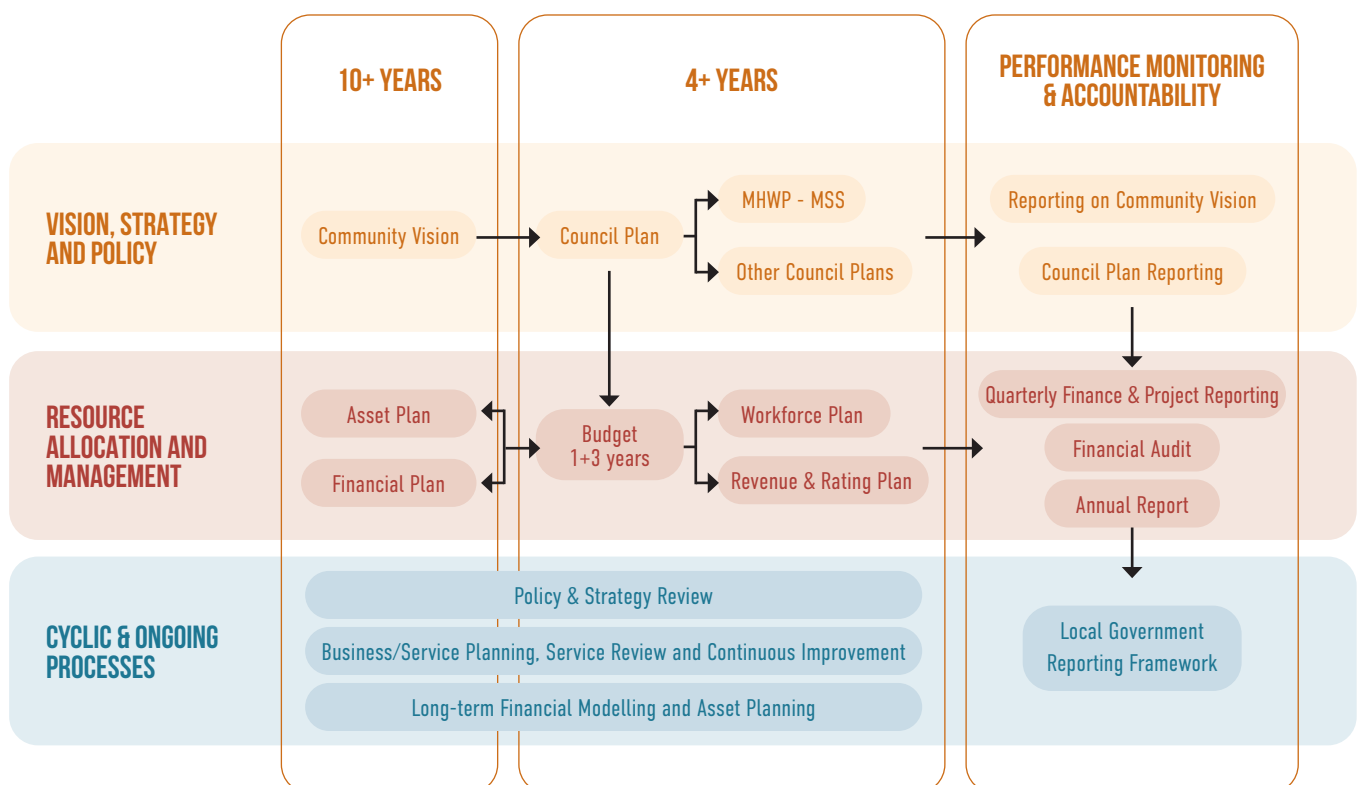 10+ YEARS
4+ YEARS
PERFORMANCE MONITORING
& ACCOUNTABILITY
VISION, STRATEGY
AND POLICY
Community Vision
Council Plan
MHWP - MSS
Other Council Plans
Reporting on Community Vision
Council Plan Reporting
RESOURCE
ALLOCATION AND
MANAGEMENT
Asset Plan
Financial Plan
Budget
1+3 years
Workforce Plan
Revenue & Rating Plan
Quarterly Finance & Project Reporting
Financial Audit
Annual Report
CYCLIC & ONGOING
PROCESSES
Policy & Strategy Review
Business/Service Planning, Service Review and Continuous Improvement
Long-term Financial Modelling and Asset Planning
Local Government
Reporting Framework